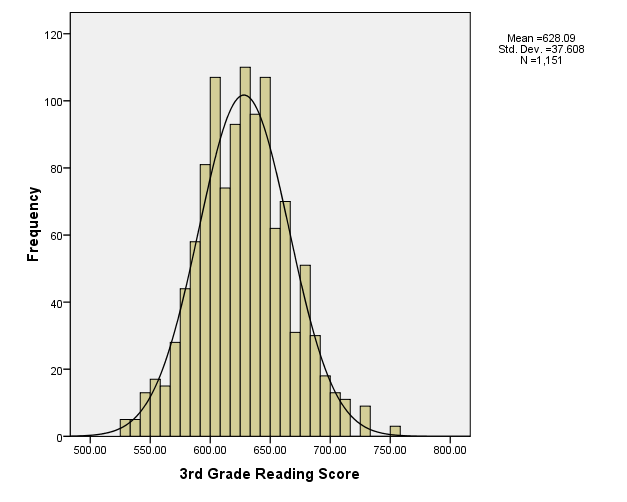 Mean =628.09
Std. Dev. =37.608
N =1,151
120
100
80
60
40
20
0
Frequency
500.00 550.00 600.00 650.00 700.00 750.00 800.00
3rd Grade Reading Score